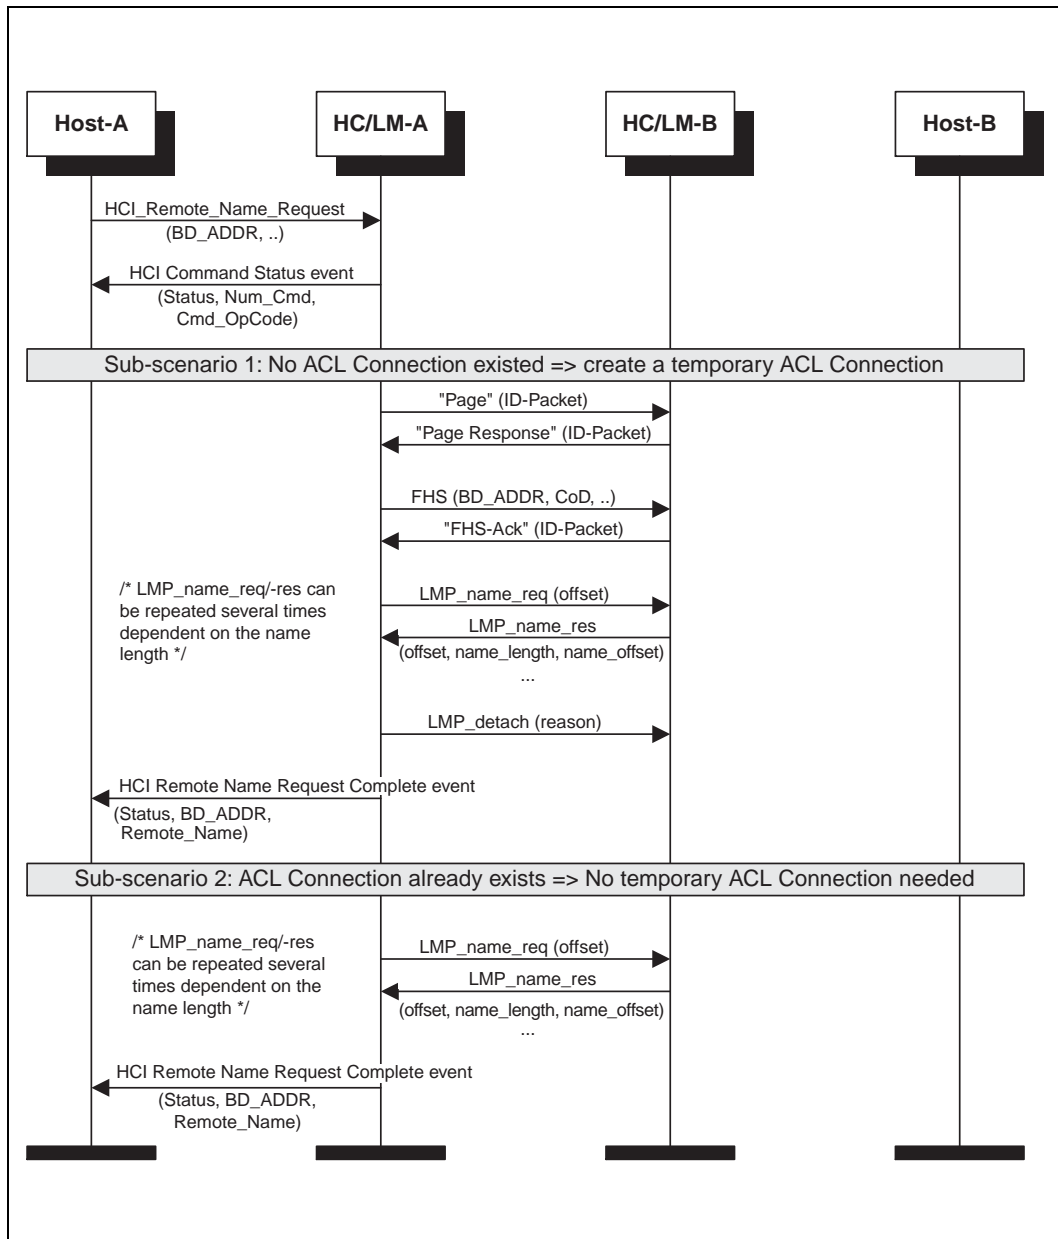 Host-A
HC/LM-A
HC/LM-B
Host-B
HCI_Remote_Name_Request
(BD_ADDR, ..)
HCI Command Status event
(Status, Num_Cmd,
Cmd_OpCode)
Sub-scenario 1: No ACL Connection existed => create a temporary ACL Connection
"Page" (ID-Packet)
"Page Response" (ID-Packet)
FHS (BD_ADDR, CoD, ..)
"FHS-Ack" (ID-Packet)
/* LMP_name_req/-res can
be repeated several times
dependent on the name
length */
LMP_name_req (offset)
LMP_name_res
(offset, name_length, name_offset)
...
LMP_detach (reason)
HCI Remote Name Request Complete event
(Status, BD_ADDR,
Remote_Name)
Sub-scenario 2: ACL Connection already exists => No temporary ACL Connection needed
/* LMP_name_req/-res
can be repeated several
times dependent on the
name length */
LMP_name_req (offset)
LMP_name_res
(offset, name_length, name_offset)
...
HCI Remote Name Request Complete event
(Status, BD_ADDR,
Remote_Name)